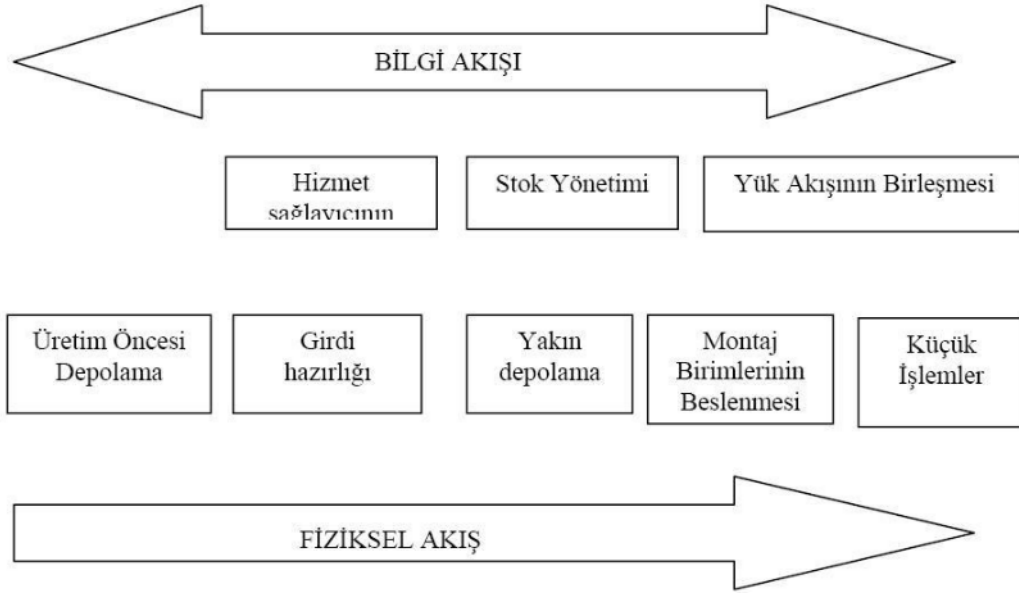 BİLGİ AKIŞI
Hizmet
sağlayıcının
Stok Yönetimi
Yük Akışının Birleşmesi
Üretim Öncesi
Depolama
Girdi
hazırlığı
Yakın
depolama
Montaj
Birimlerinin
Beslenmesi
Küçük
İşlemler
FİZİKSEL AKIŞ